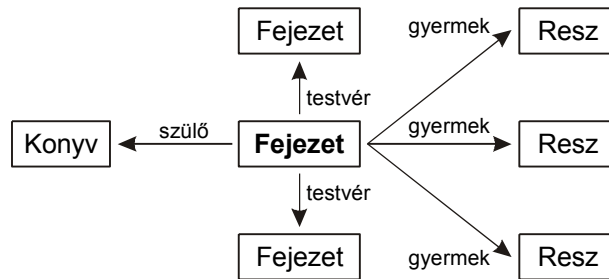 Fejezet
gyermek
Resz
testvér
Konyv
szülő
Fejezet
gyermek
Resz
testvér
Fejezet
gyermek
Resz